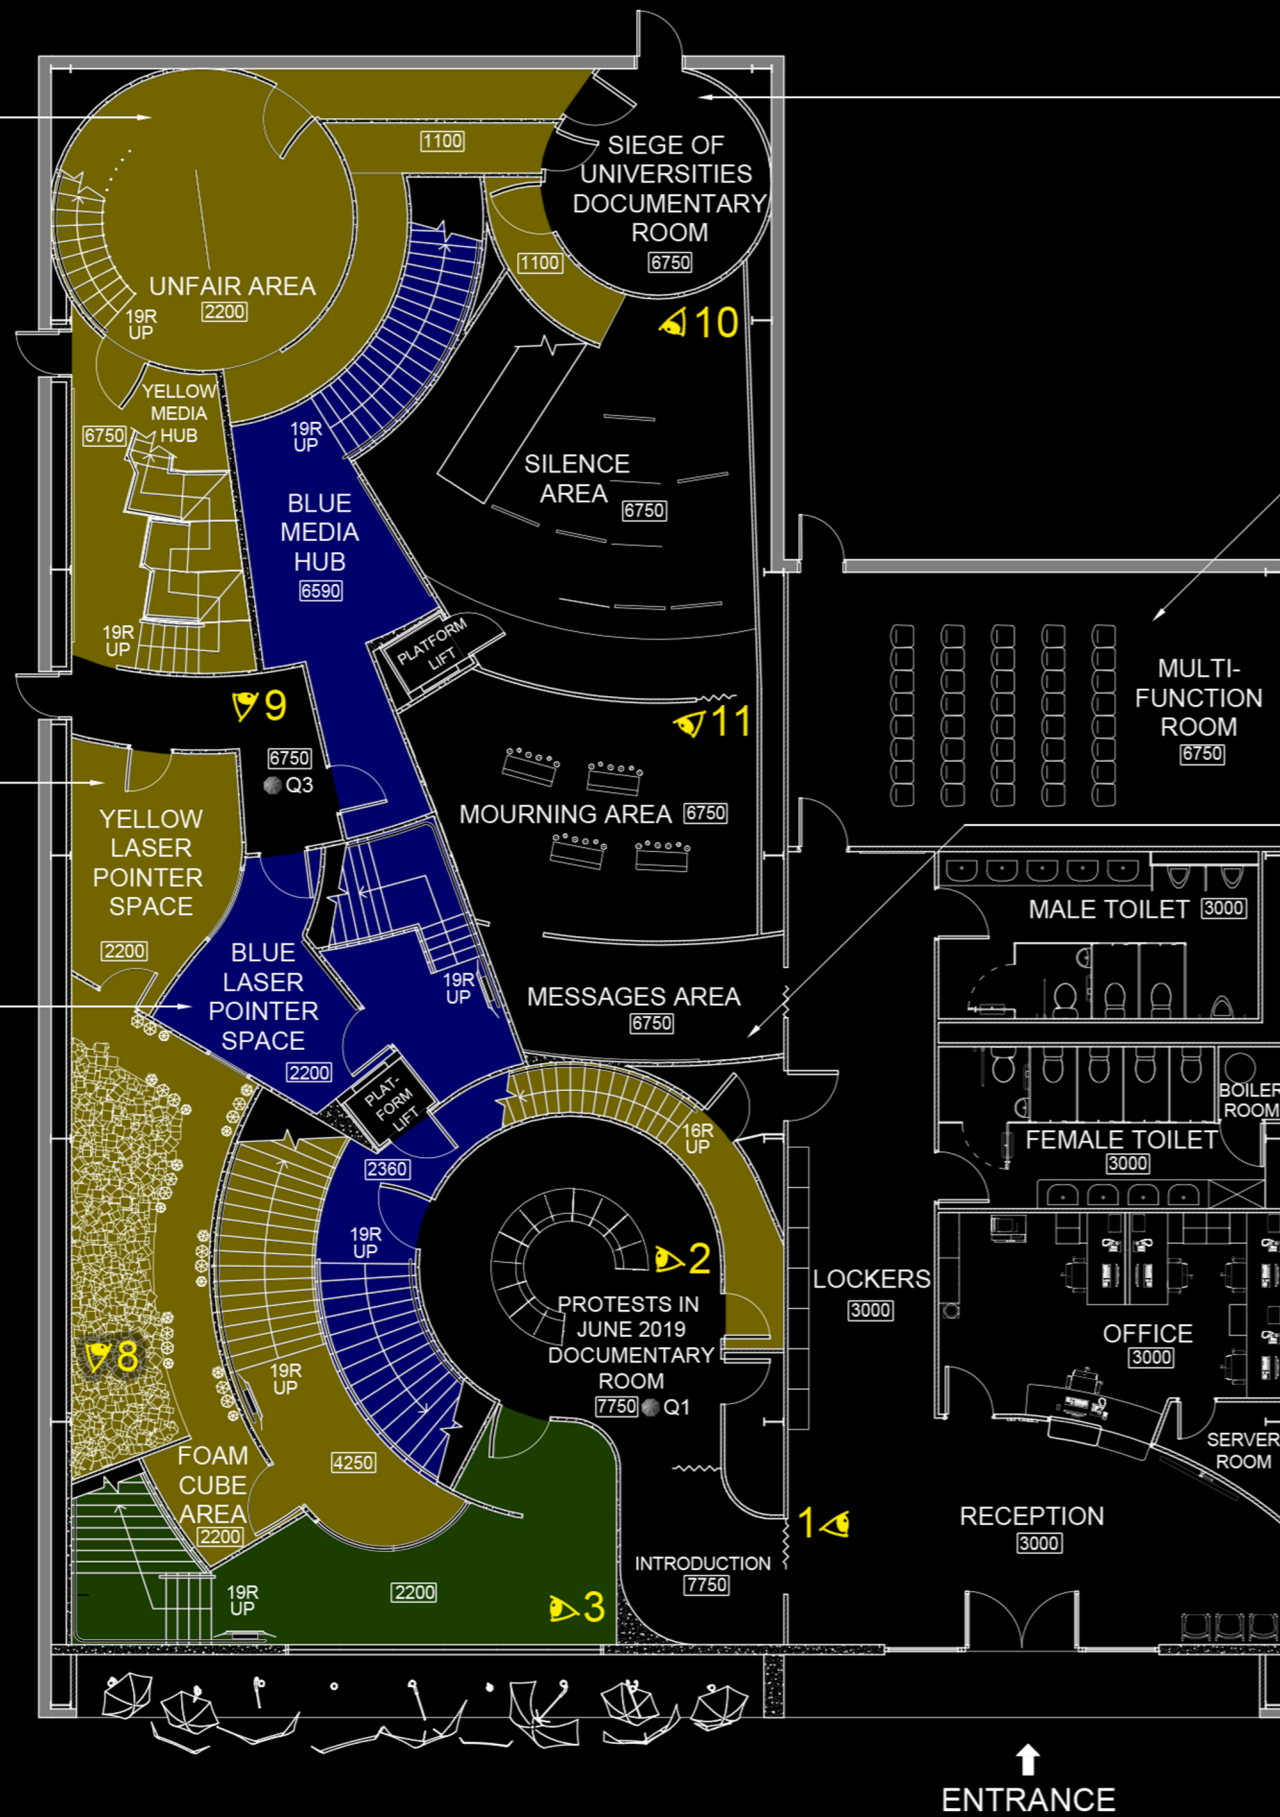 1100
SIEGE OF
UNIVERSITIES
DOCUMENTARY
ROOM
6750
1100
UNFAIR AREA
2200
19R
UP
10
YELLOW
MEDIA
HUB
6750
19R
UP
SILENCE
AREA
6750
BLUE
MEDIA
HUB
6590
19R
UP
PLATFORM
LIFT
9
6750
Q3
11
MULTI-
FUNCTION
ROOM
6750
MOURNING AREA 6750
YELLOW
LASER
POINTER
SPACE
2200
MALE TOILET 3000
BLUE
LASER
POINTER
SPACE
2200
19R
UP
MESSAGES AREA
6750
PLAT-
FORM
LIFT
2360
16R
UP
BOILER
ROOM
FEMALE TOILET
3000
19R
UP
2
LOCKERS
3000
PROTESTS IN
JUNE 2019
DOCUMENTARY
ROOM
7750 Q1
OFFICE
3000
8
19R
UP
4250
FOAM
CUBE
AREA
2200
SERVER
ROOM
1
RECEPTION
3000
INTRODUCTION
7750
19R
UP
2200
3
ENTRANCE